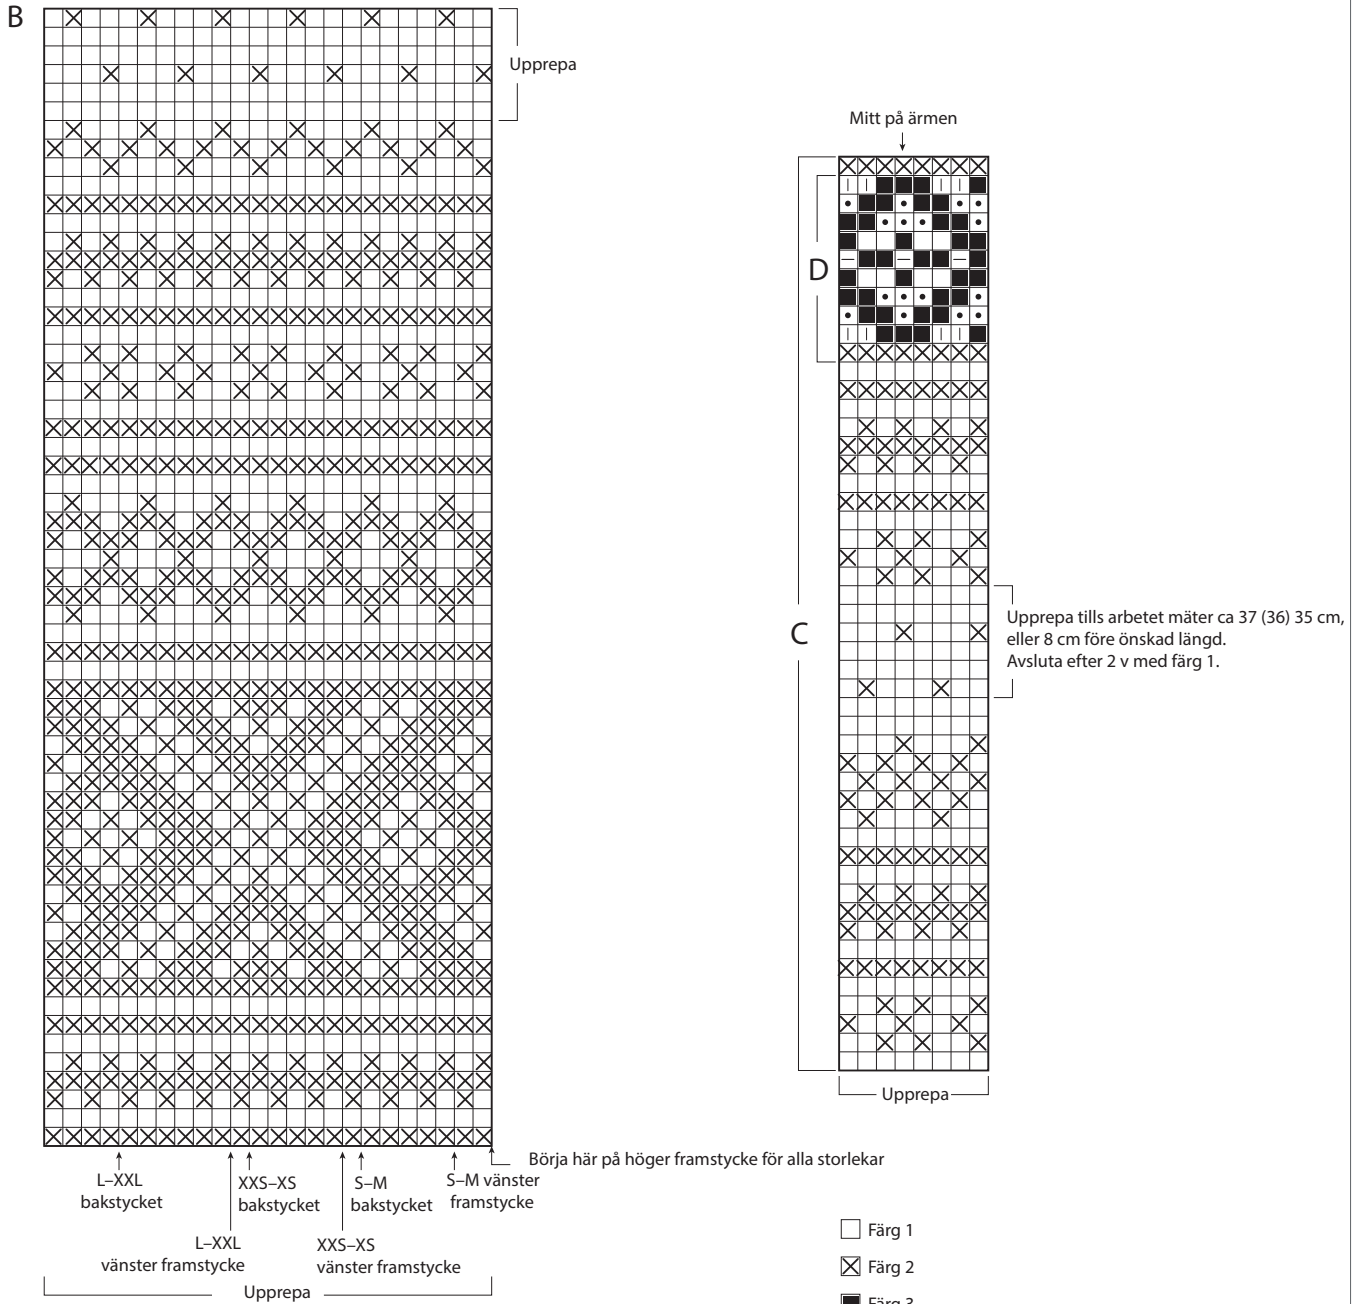 B
Upprepa
Mitt på ärmen
D
C
Upprepa tills arbetet mäter ca 37 (36) 35 cm,
eller 8 cm före önskad längd.
Avsluta efter 2 v med färg 1.
Upprepa
Börja här på höger framstycke för alla storlekar
L–XXL
bakstycket
XXS–XS
bakstycket
S–M
bakstycket
S–M vänster
framstycke
L–XXL
vänster framstycke
XXS–XS
vänster framstycke
Upprepa
Färg 1
Färg 2
Färg 3